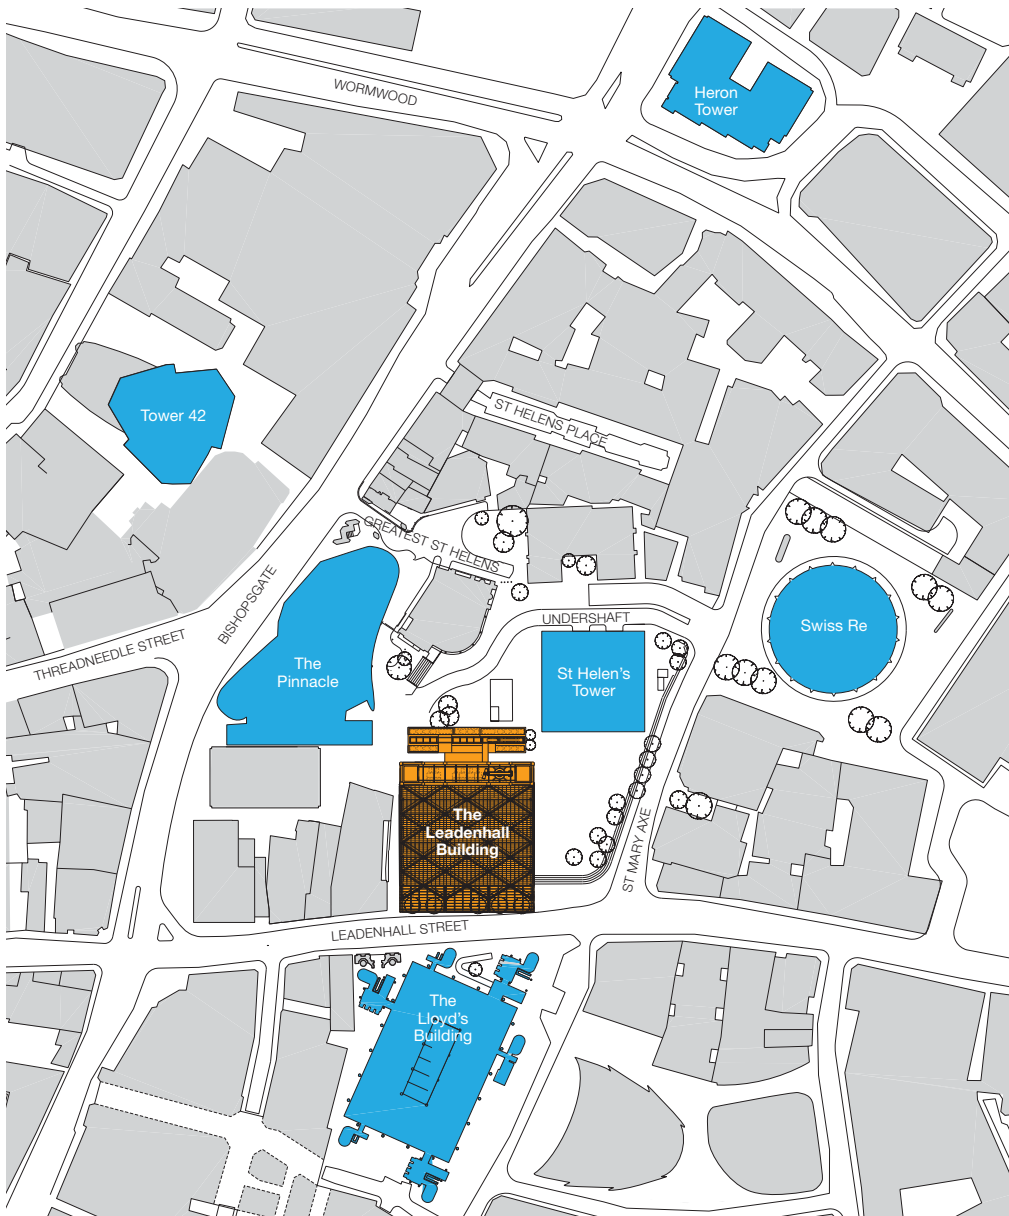 WORMWOOD
Heron
Tower
Tower 42
ST HELENS PLACE
GREATEST ST HELENS
BISHOPSGATE
UNDERSHAFT
Swiss Re
THREADNEEDLE STREET
The
Pinnacle
St Helen's
Tower
The
Leadenhall
Building
ST MARY AXE
LEADENHALL STREET
The
Lloyd's
Building